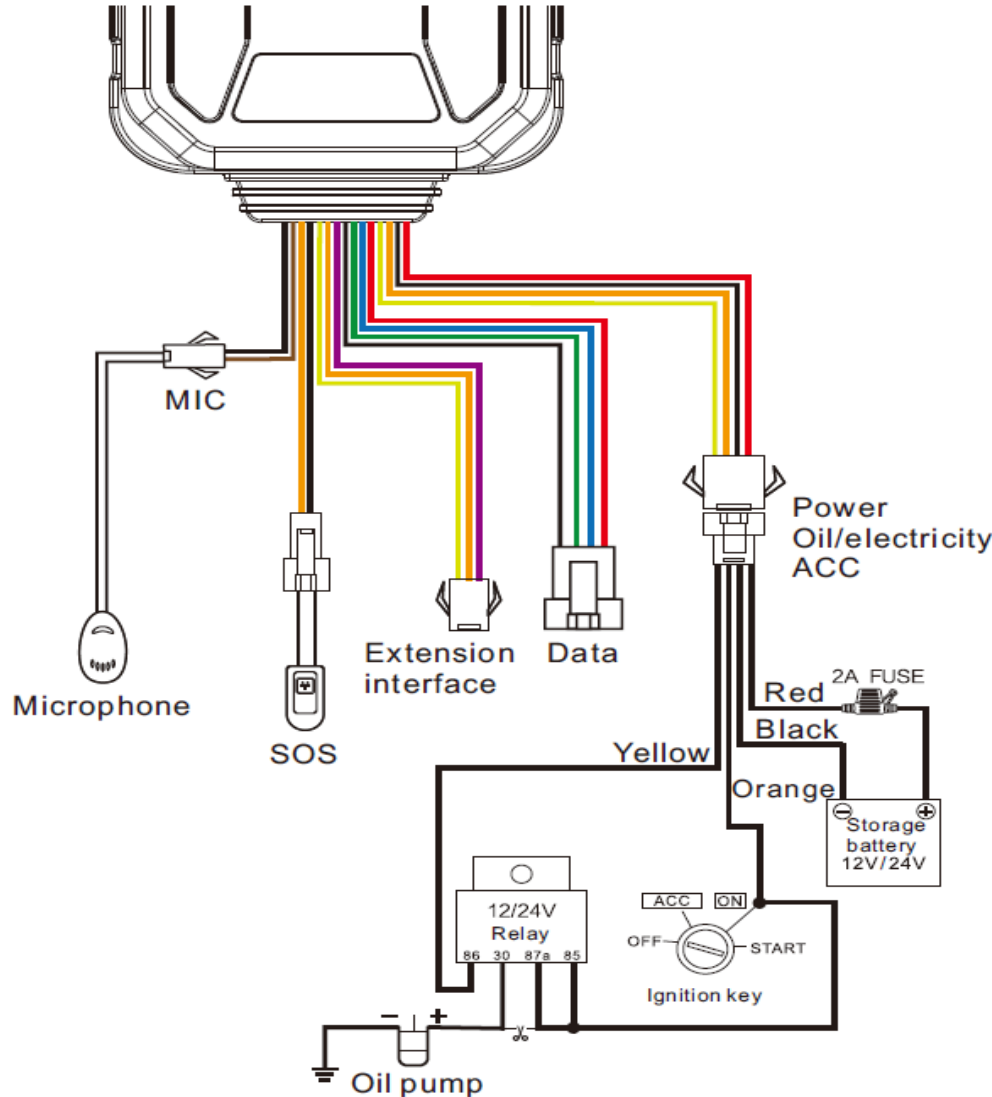 MIC
Microphone
SOS
Extension
interface
Data
Power
Oil/electricity
ACC
2A FUSE
Red
Black
Yellow
Orange
Storage
battery
12V/24V
12/24V
Relay
86 30 87a 85
ACC ON
OFF START
Ignition key
− +
Oil pump